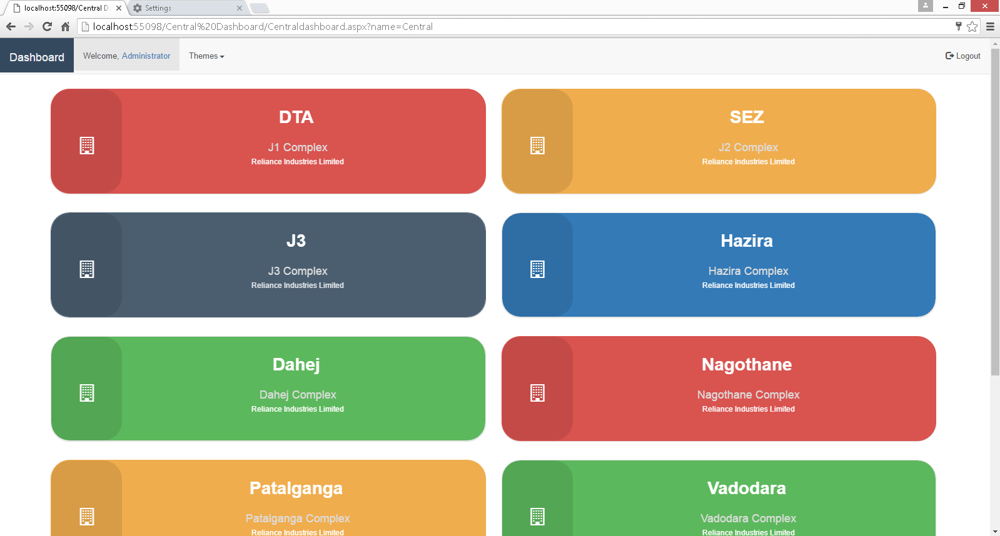 localhost:55098/Central D
Settings
localhost:55098/Central%20Dashboard/Centraldashboard.aspx?name=Central
Dashboard
Welcome, Administrator
Themes
Logout
DTA
J1 Complex
Reliance Industries Limited
SEZ
J2 Complex
Reliance Industries Limited
J3
J3 Complex
Reliance Industries Limited
Hazira
Hazira Complex
Reliance Industries Limited
Dahej
Dahej Complex
Reliance Industries Limited
Nagothane
Nagothane Complex
Reliance Industries Limited
Patalganga
Patalganga Complex
Reliance Industries Limited
Vadodara
Vadodara Complex
Reliance Industries Limited